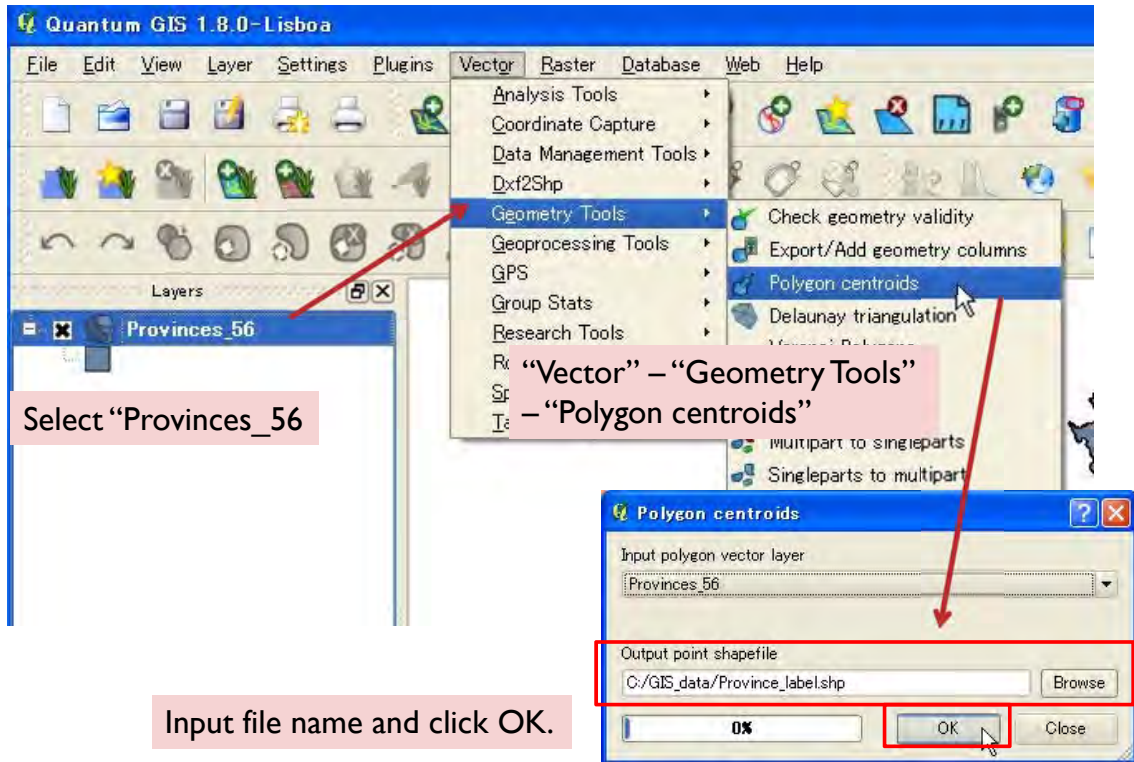 Quantum GIS 1.8.0-Lisboa
File Edit View Layer Settings Plugins Vector Raster Database Web Help
Analysis Tools
Coordinate Capture
Data Management Tools
Dxf2Shp
Geometry Tools
Geoprocessing Tools
GPS
Group Stats
Research Tools
Check geometry validity
Export/Add geometry columns
Polygon centroids
Delaunay triangulation
Multipart to singleparts
Singleparts to multipart
Layers
Provinces_56
Select “Provinces_56
“Vector” – “Geometry Tools”
– “Polygon centroids”
Polygon centroids
Input polygon vector layer
Provinces_56
Output point shapefile
C:/GIS_data/Province_label.shp Browse
0% OK Close
Input file name and click OK.